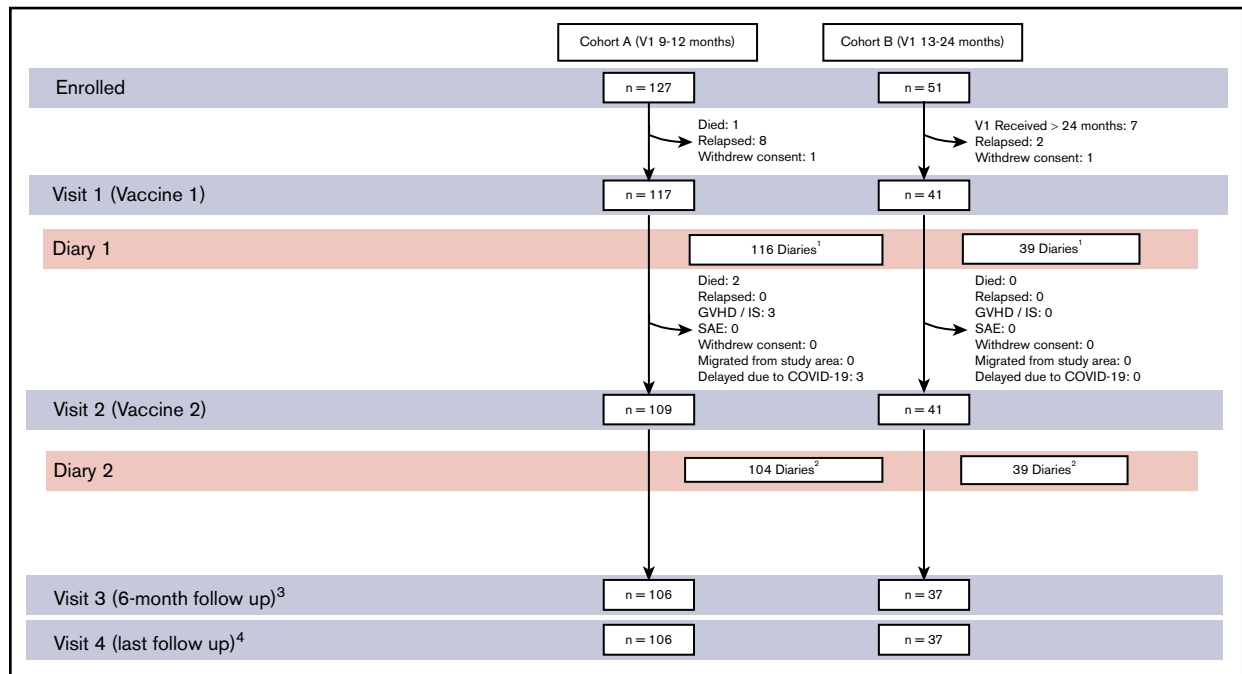 Cohort A (V1 9-12 months)
Cohort B (V1 13-24 months)
Enrolled
n = 127
n = 51
Died: 1
Relapsed: 8
Withdrew consent: 1
V1 Received > 24 months: 7
Relapsed: 2
Withdrew consent: 1
Visit 1 (Vaccine 1)
n = 117
n = 41
Diary 1
116 Diaries¹
39 Diaries¹
Died: 2
Relapsed: 0
GVHD / IS: 3
SAE: 0
Withdrew consent: 0
Migrated from study area: 0
Delayed due to COVID-19: 3
Died: 0
Relapsed: 0
GVHD / IS: 0
SAE: 0
Withdrew consent: 0
Migrated from study area: 0
Delayed due to COVID-19: 0
Visit 2 (Vaccine 2)
n = 109
n = 41
Diary 2
104 Diaries²
39 Diaries²
Visit 3 (6-month follow up)³
n = 106
n = 37
Visit 4 (last follow up)⁴
n = 106
n = 37